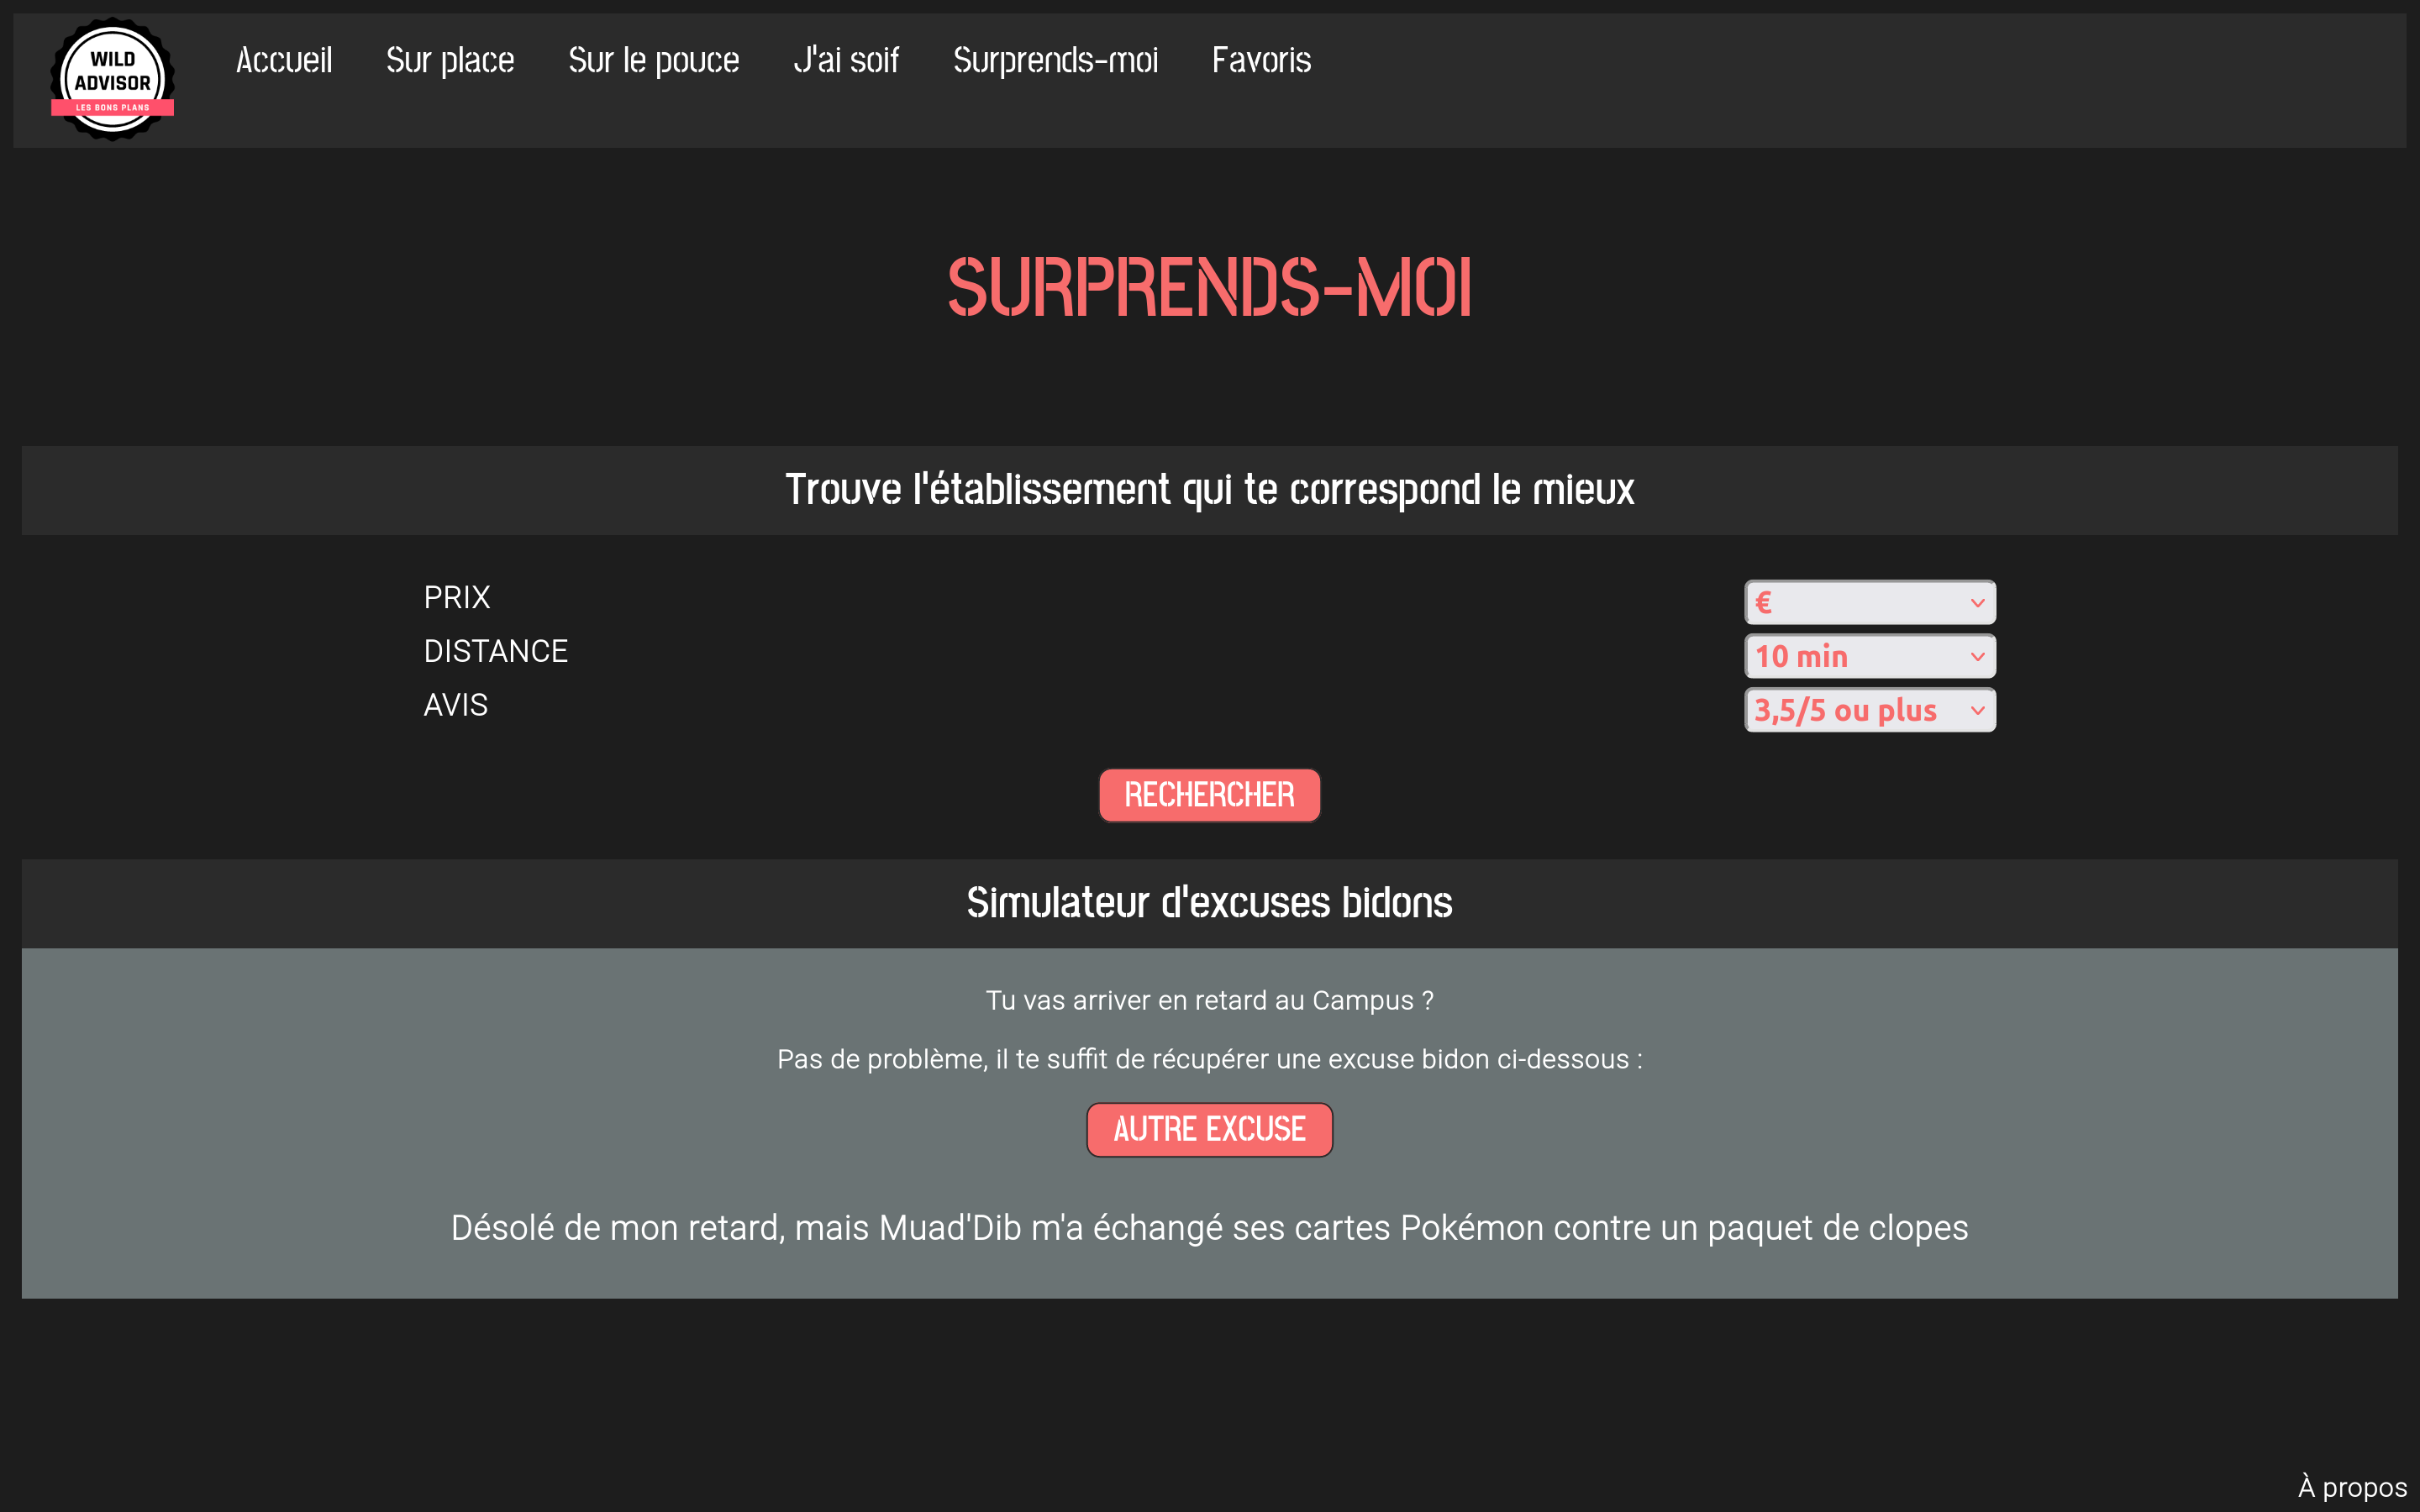 WILD
ADVISOR
LES BONS PLANS
Accueil Sur place Sur le pouce J'ai soif Surprends-moi Favoris
SURPRENDS-MOI
Trouve l'établissement qui te correspond le mieux
PRIX €
DISTANCE 10 min
AVIS 3,5/5 ou plus
RECHERCHER
Simulateur d'excuses bidons
Tu vas arriver en retard au Campus ?
Pas de problème, il te suffit de récupérer une excuse bidon ci-dessous :
AUTRE EXCUSE
Désolé de mon retard, mais Muad'Dib m'a échangé ses cartes Pokémon contre un paquet de clopes
À propos